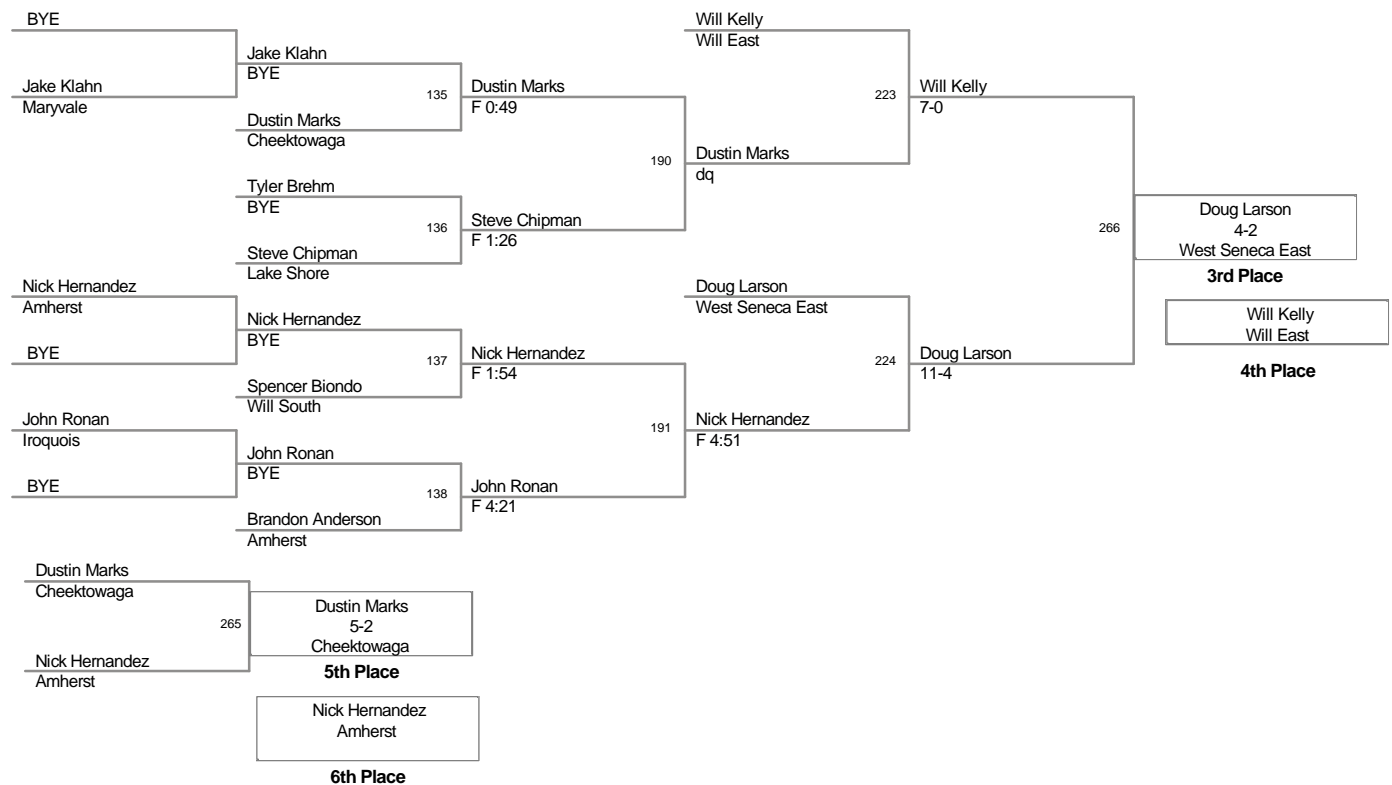 BYE
Jake Klahn
Maryvale
Jake Klahn
BYE
Dustin Marks
Cheektowaga
135
Tyler Brehm
BYE
Steve Chipman
Lake Shore
136
Nick Hernandez
Amherst
BYE
Nick Hernandez
BYE
Spencer Biondo
Will South
137
John Ronan
Iroquois
BYE
John Ronan
BYE
Brandon Anderson
Amherst
138
Dustin Marks
F 0:49
Steve Chipman
F 1:26
190
Nick Hernandez
F 1:54
John Ronan
F 4:21
191
Will Kelly
Will East
Dustin Marks
dq
223
Doug Larson
West Seneca East
Nick Hernandez
F 4:51
224
Will Kelly
7-0
Doug Larson
11-4
266
Doug Larson
4-2
West Seneca East
3rd Place
Will Kelly
Will East
4th Place
Dustin Marks
Cheektowaga
Nick Hernandez
Amherst
265
Dustin Marks
5-2
Cheektowaga
5th Place
Nick Hernandez
Amherst
6th Place